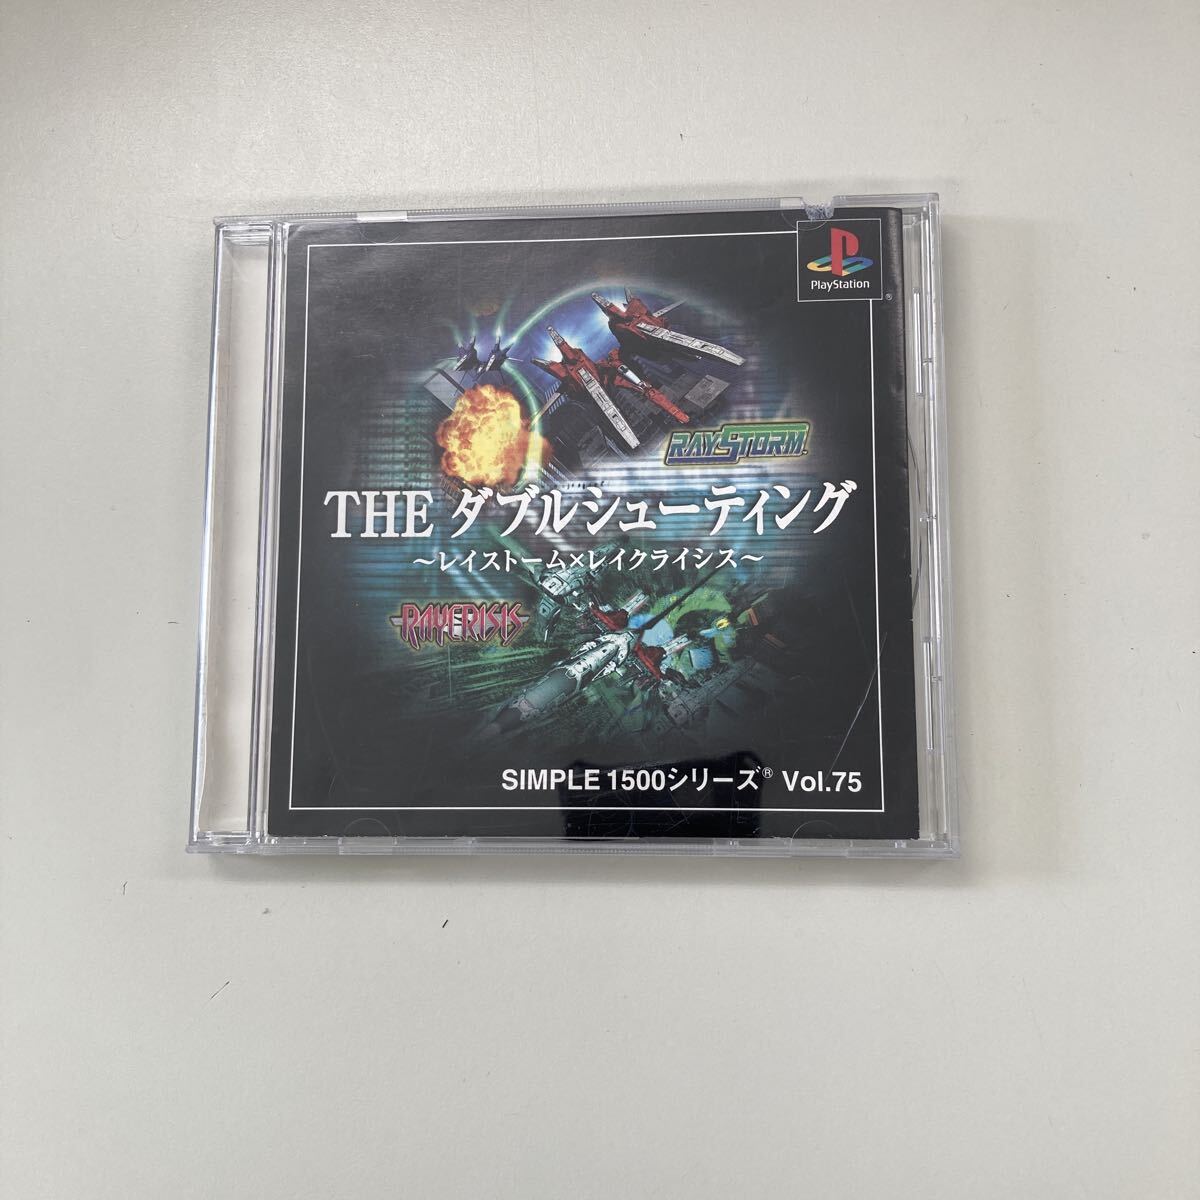 PlayStation
®
RAYSTORM™
THE ダブルシューティング
～レイストーム×レイクライシス～
RAYCRISIS
SIMPLE 1500シリーズ® Vol.75